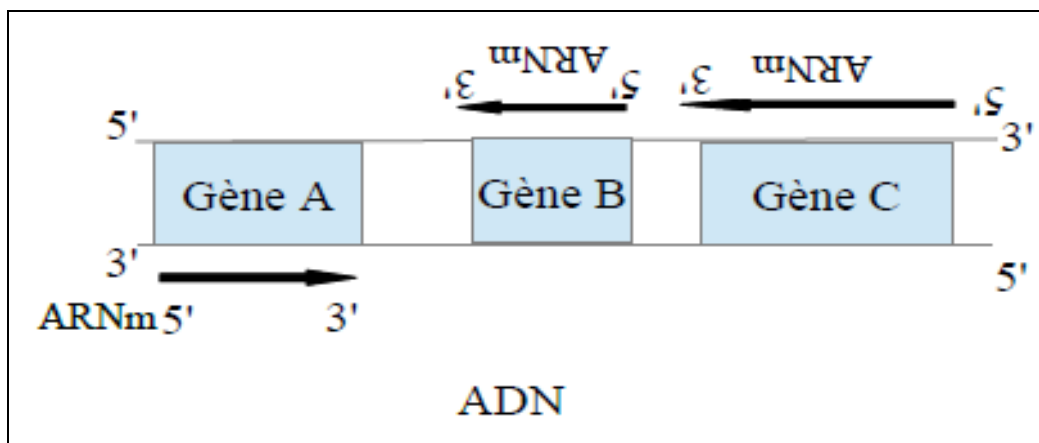 ARNm ARNm
3' 5' 3' 5'
5' 3'
Gène A Gène B Gène C
3' 5'
ARNm 5' 3'
ADN